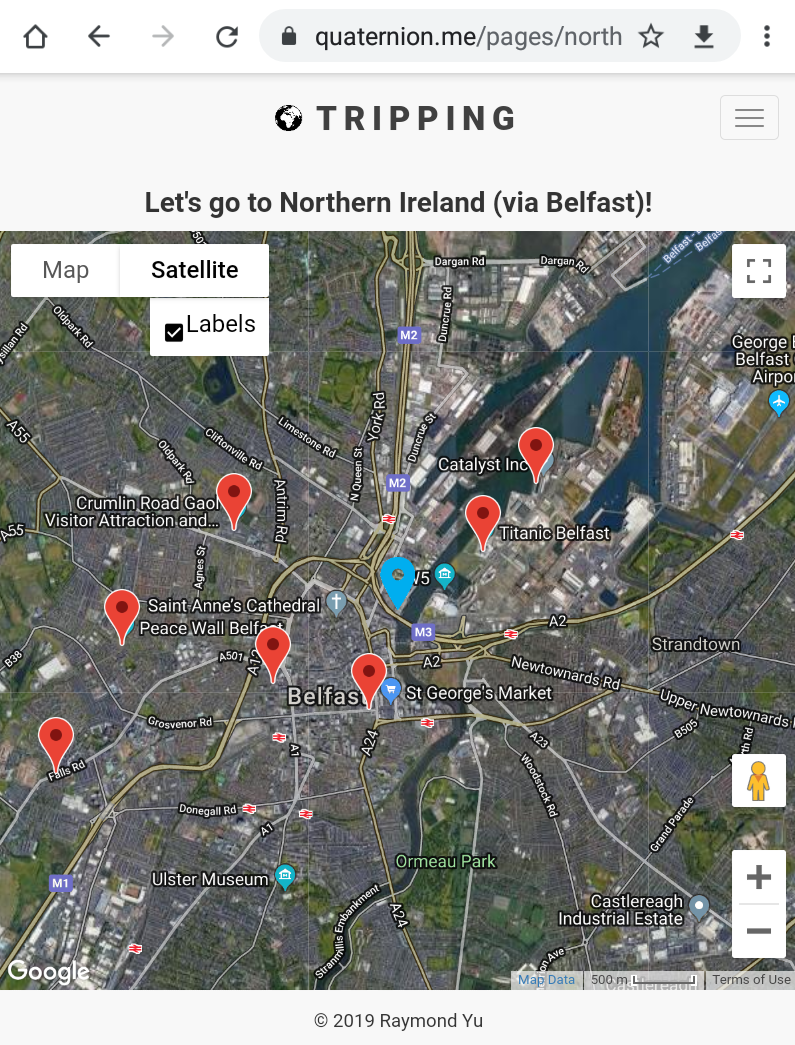 quaternion.me/pages/north
TRIPPING
Let's go to Northern Ireland (via Belfast)!
Map
Satellite
Labels
Dargan Rd
Dargan Rd
Belfast
Oldpark Rd
Duncrue Rd
M2
George
Belfast
Airpo
York Rd
A55
Limestone Rd
Duncrue St
Cliftonville Rd
Oldpark Rd
N Queen St
Catalyst Inc
M2
Antrim Rd
Crumlin Road Gaol
Visitor Attraction and...
A55
Titanic Belfast
Agnes St
W5
Saint Anne's Cathedral
Peace Wall Belfast
M3
A2
A2
Strandtown
B38
A501
A12
Newtownards Rd
Belfast
St George's Market
Upper Newtownards
Grosvenor Rd
B505
A1
A24
A23
Falls Rd
Woodstock Rd
Donegall Rd
A1
Grand Parade
Ormeau Park
M1
Ulster Museum
Castlereagh
Industrial Estate
Stranmillis Embankment
A24
Google
Map Data
500 m
Terms of Use
© 2019 Raymond Yu